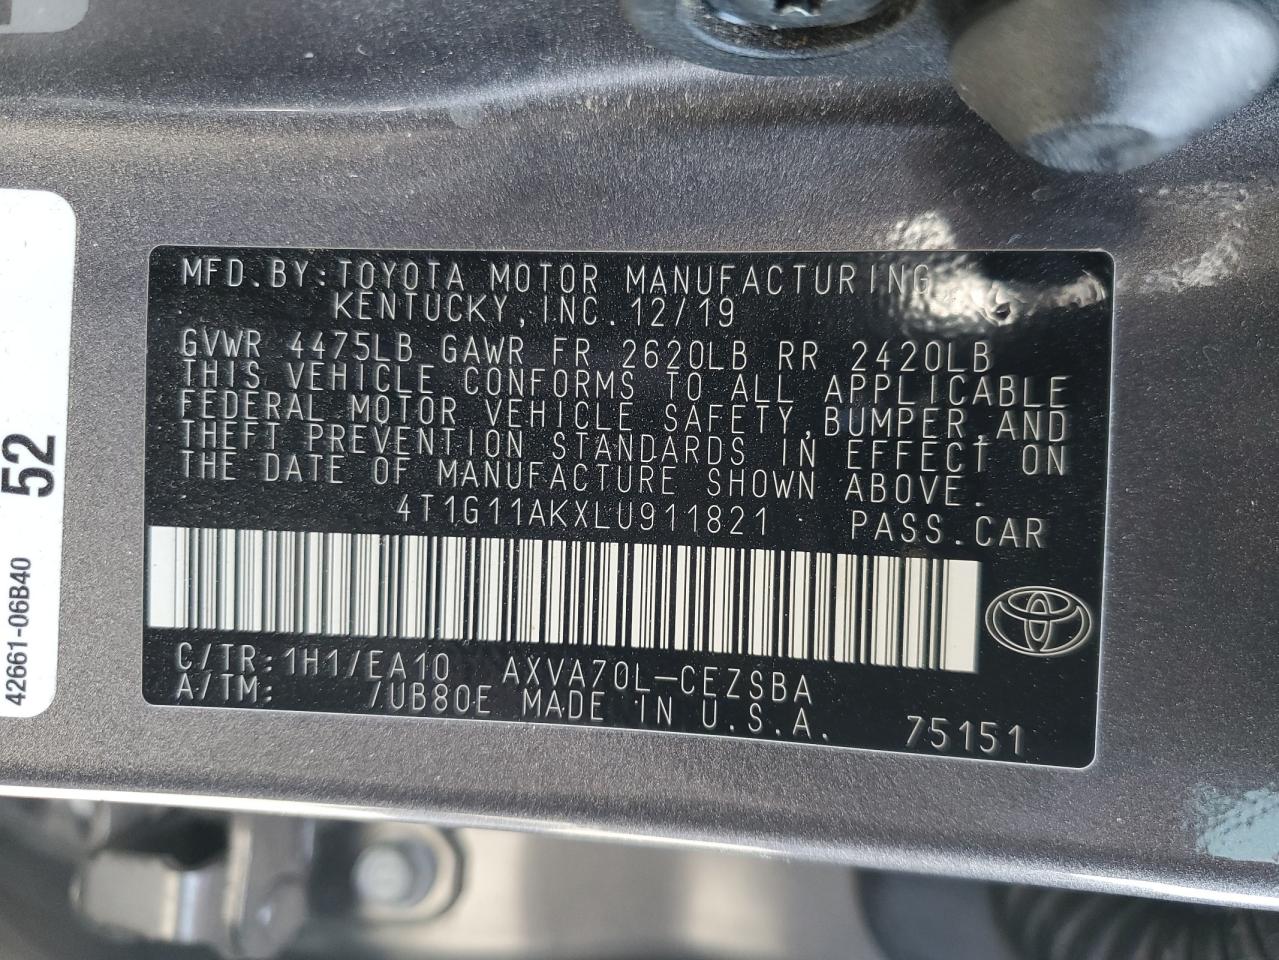 MFD.BY:TOYOTA MOTOR MANUFACTURING
KENTUCKY,INC.12/19
GVWR 4475LB GAWR FR 2620LB RR 2420LB
THIS VEHICLE CONFORMS TO ALL APPLICABLE
FEDERAL MOTOR VEHICLE SAFETY,BUMPER,AND
THEFT PREVENTION STANDARDS IN EFFECT ON
THE DATE OF MANUFACTURE SHOWN ABOVE.
4T1G11AKXLU911821 PASS.CAR
C/TR:1H1/EA10 AXVA70L-CEZSBA
A/TM: /UB80E MADE IN U.S.A. 75151
52
42661-06B40